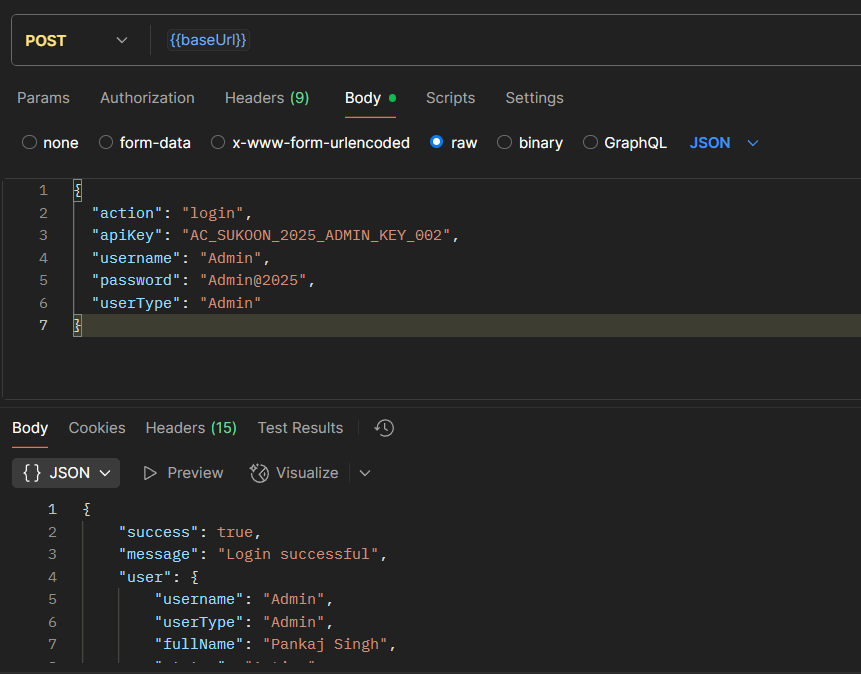 POST {{baseUrl}}
Params Authorization Headers (9) Body Scripts Settings
none form-data x-www-form-urlencoded raw binary GraphQL JSON
1 {
2 "action": "login",
3 "apiKey": "AC_SUKOON_2025_ADMIN_KEY_002",
4 "username": "Admin",
5 "password": "Admin@2025",
6 "userType": "Admin"
7 }
Body Cookies Headers (15) Test Results
{} JSON Preview Visualize
1 {
2 "success": true,
3 "message": "Login successful",
4 "user": {
5 "username": "Admin",
6 "userType": "Admin",
7 "fullName": "Pankaj Singh",